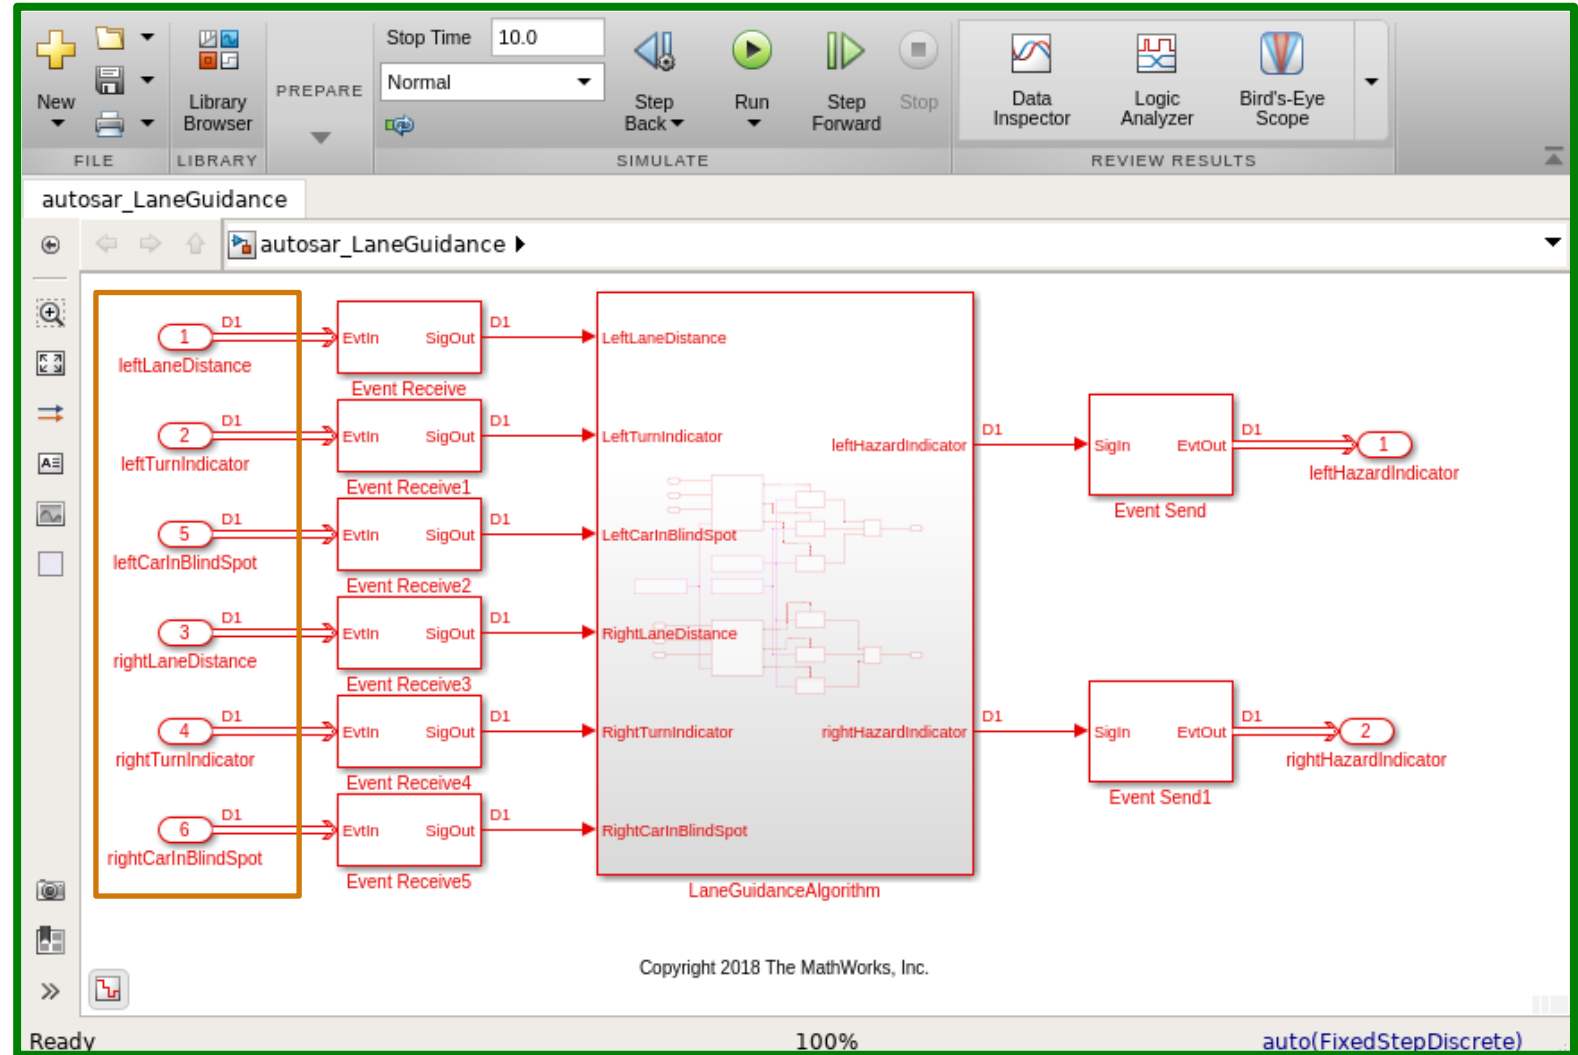 Stop Time 10.0
Normal
New
Library
Browser
PREPARE
Step
Back
Run
Step
Forward
Stop
Data
Inspector
Logic
Analyzer
Bird's-Eye
Scope
FILE LIBRARY SIMULATE REVIEW RESULTS
autosar_LaneGuidance
autosar_LaneGuidance
1 D1
leftLaneDistance
EvtIn SigOut D1
Event Receive
LeftLaneDistance
2 D1
leftTurnIndicator
EvtIn SigOut D1
Event Receive1
LeftTurnIndicator
5 D1
leftCarInBlindSpot
EvtIn SigOut D1
Event Receive2
LeftCarInBlindSpot
3 D1
rightLaneDistance
EvtIn SigOut D1
Event Receive3
RightLaneDistance
4 D1
rightTurnIndicator
EvtIn SigOut D1
Event Receive4
RightTurnIndicator
6 D1
rightCarInBlindSpot
EvtIn SigOut D1
Event Receive5
RightCarInBlindSpot
LaneGuidanceAlgorithm
leftHazardIndicator D1
SigIn EvtOut D1
Event Send
1
leftHazardIndicator
rightHazardIndicator D1
SigIn EvtOut D1
Event Send1
2
rightHazardIndicator
Copyright 2018 The MathWorks, Inc.
A
Ready 100% auto(FixedStepDiscrete)